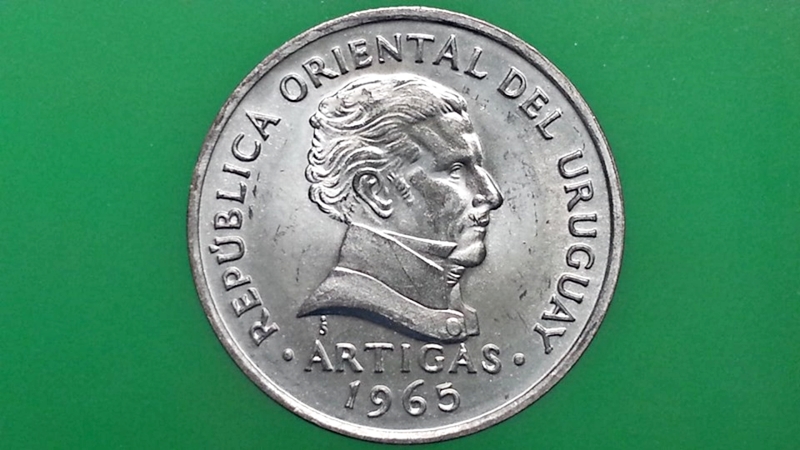 REPÚBLICA ORIENTAL DEL URUGUAY
• ARTIGAS •
1965